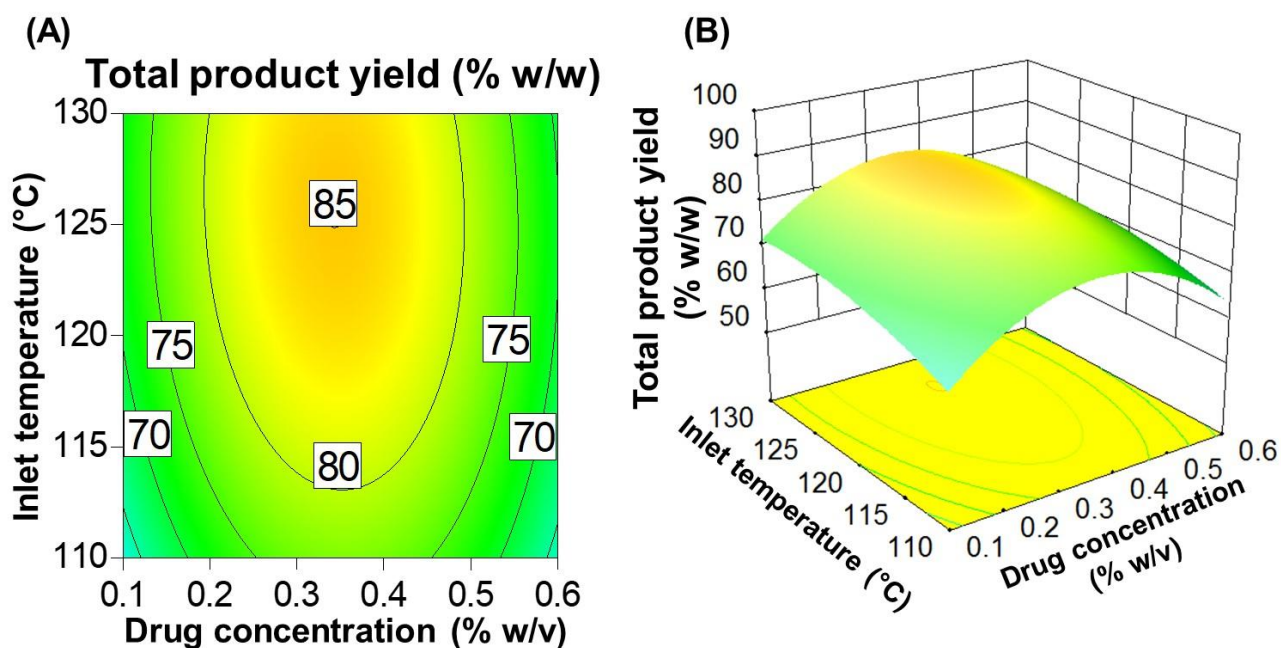 (A)
Total product yield (% w/w)
130
125
120
115
110
Inlet temperature (°C)
85
75
75
70
70
80
0.1 0.2 0.3 0.4 0.5 0.6
Drug concentration (% w/v)
(B)
100
90
80
70
60
50
Total product yield
(% w/w)
130
125
120
115
110
Inlet temperature (°C)
0.1
0.2
0.3
0.4
0.5
0.6
Drug concentration
(% w/v)